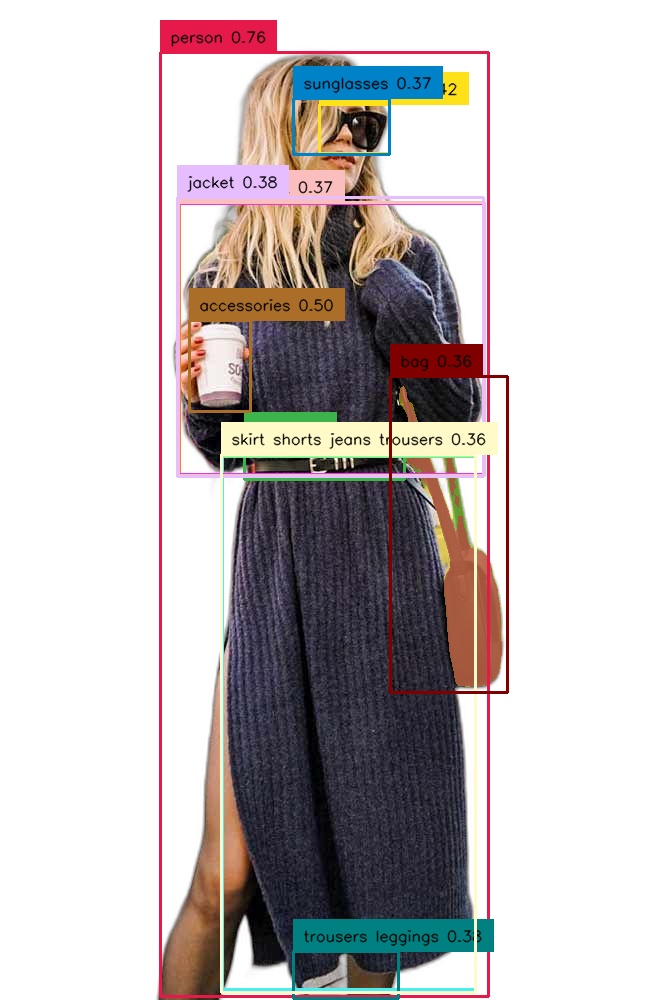 person 0.76
sunglasses 0.37
42
jacket 0.38
0.37
accessories 0.50
SO
bag 0.36
skirt shorts jeans trousers 0.36
trousers leggings 0.38